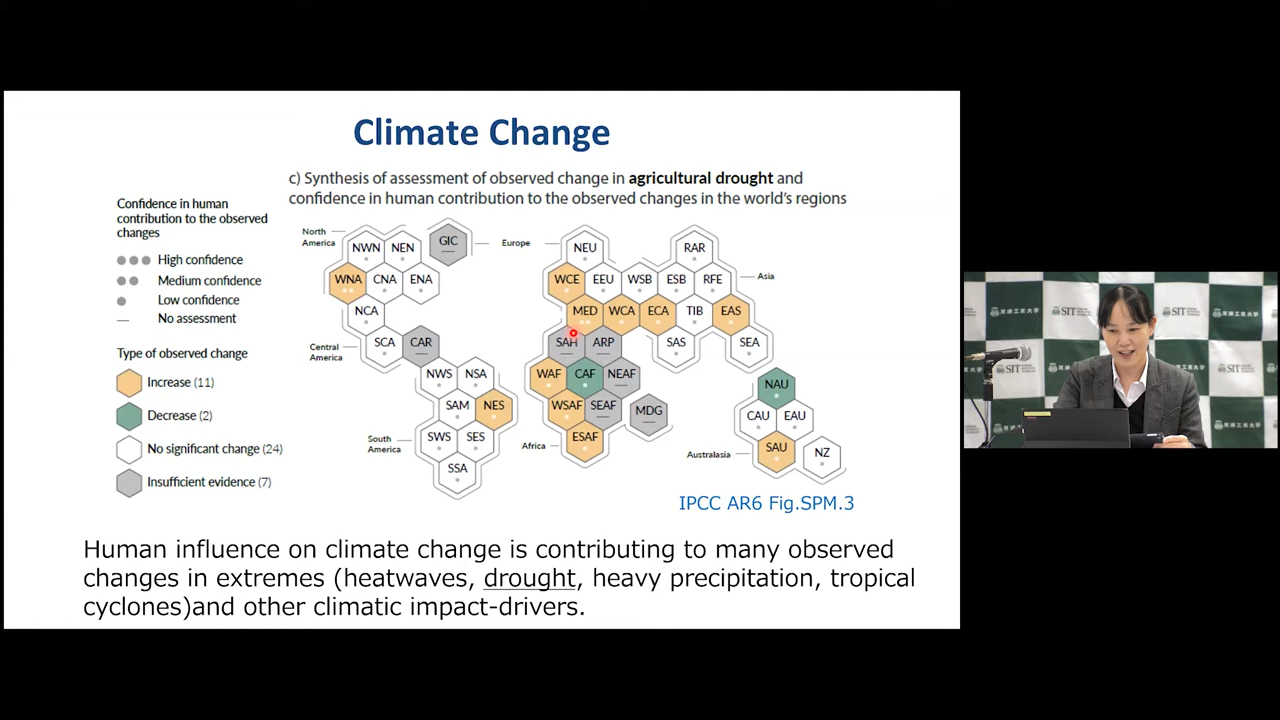 Climate Change
c) Synthesis of assessment of observed change in agricultural drought and
confidence in human contribution to the observed changes in the world's regions
Confidence in human
contribution to the observed
changes
High confidence
Medium confidence
Low confidence
No assessment
Type of observed change
Increase (11)
Decrease (2)
No significant change (24)
Insufficient evidence (7)
North
America
NWN NEN GIC
WNA CNA ENA
NCA
Central
America
SCA CAR
NWS NSA
SAM NES
South
America
SWS SES
SSA
Europe
NEU RAR
WCE EEU WSB ESB RFE
Asia
MED WCA ECA TIB EAS
SAH ARP SAS SEA
WAF CAF NEAF
WSAF SEAF MDG
Africa
ESAF
NAU
CAU EAU
Australasia
SAU NZ
IPCC AR6 Fig.SPM.3
Human influence on climate change is contributing to many observed
changes in extremes (heatwaves, drought, heavy precipitation, tropical
cyclones)and other climatic impact-drivers.
SIT
芝浦工業大学